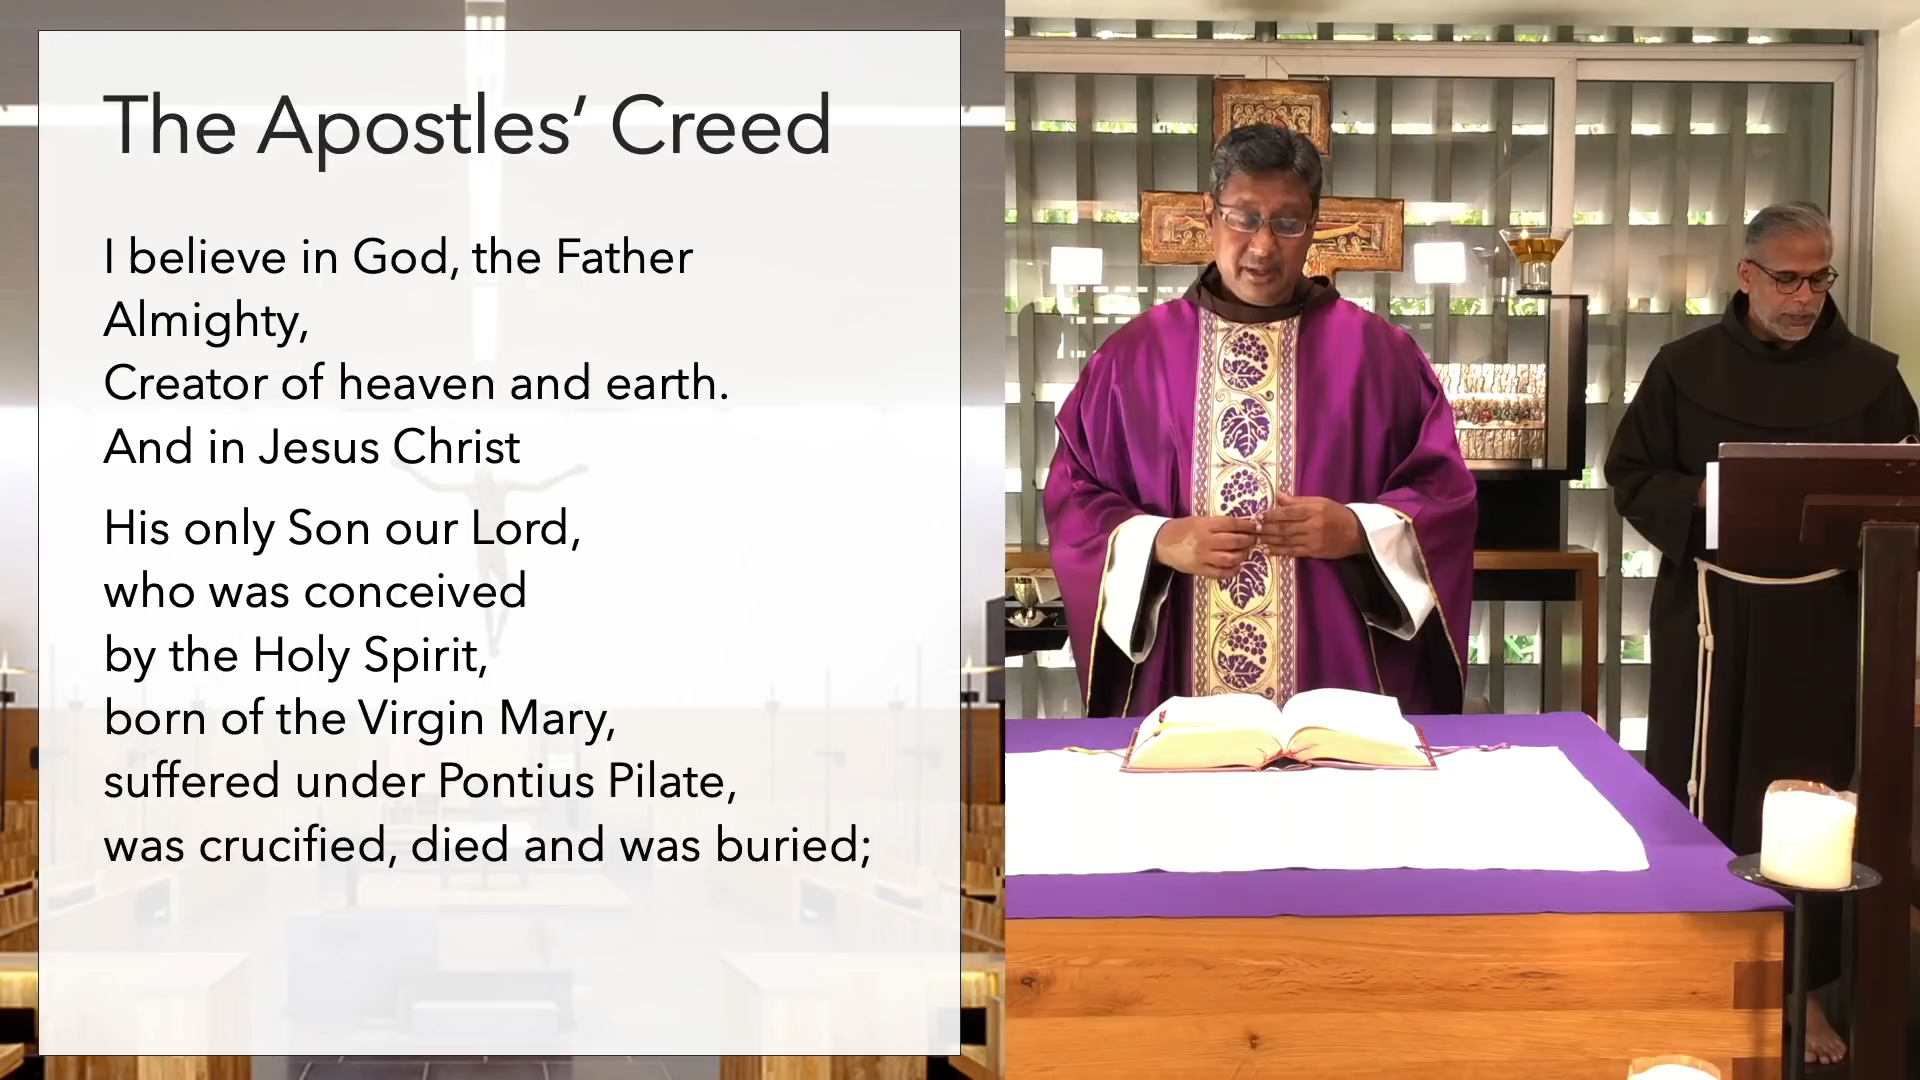 The Apostles’ Creed
I believe in God, the Father
Almighty,
Creator of heaven and earth.
And in Jesus Christ
His only Son our Lord,
who was conceived
by the Holy Spirit,
born of the Virgin Mary,
suffered under Pontius Pilate,
was crucified, died and was buried;